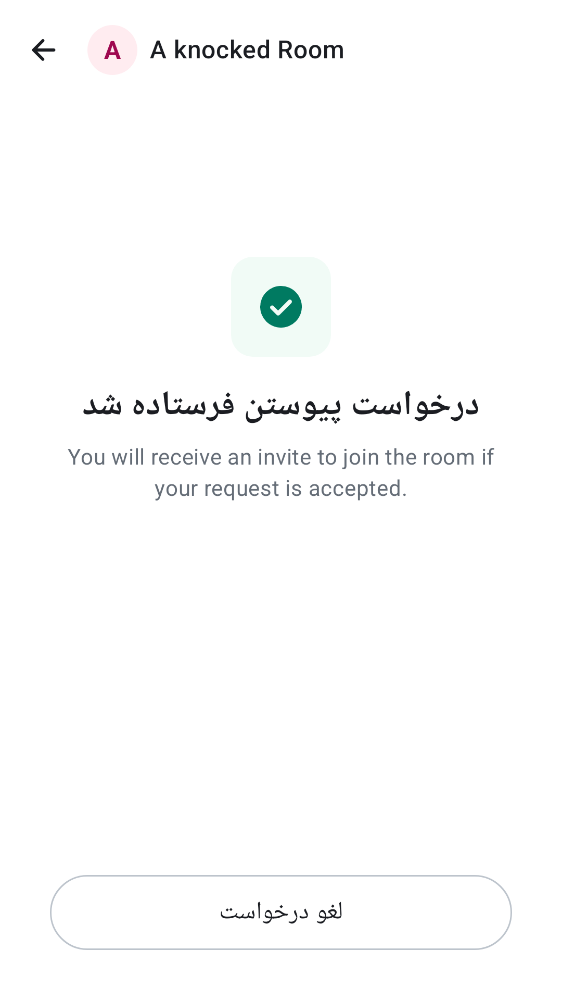 A
A knocked Room
درخواست پیوستن فرستاده شد
You will receive an invite to join the room if
your request is accepted.
لغو درخواست